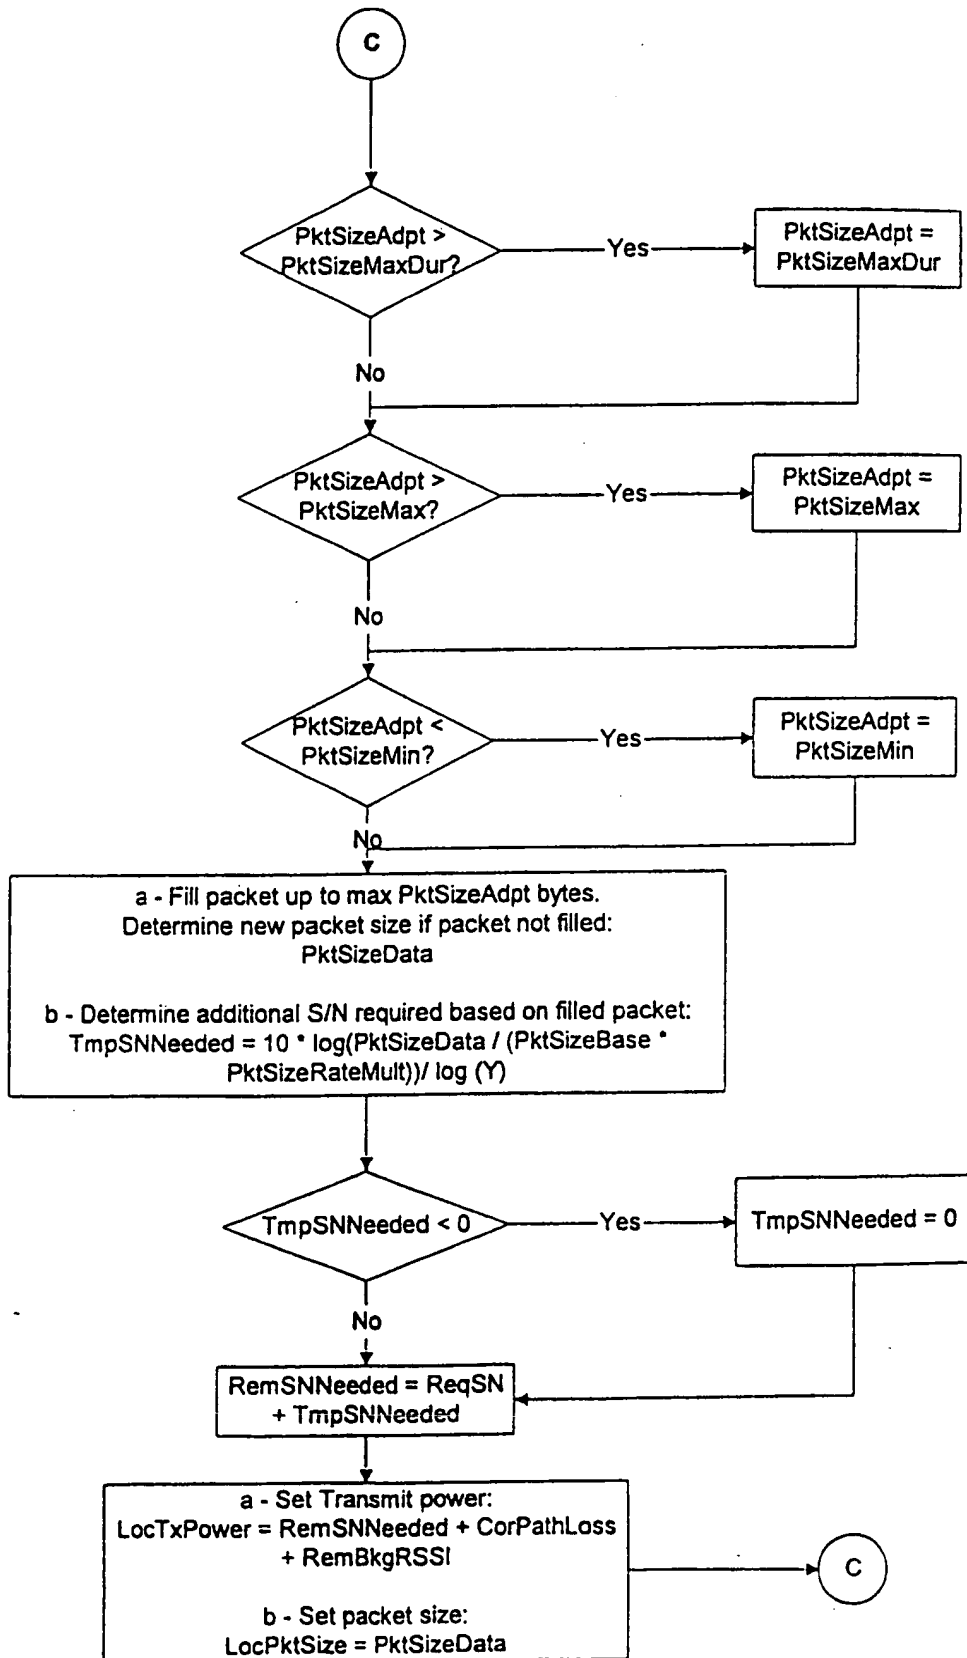 C
PktSizeAdpt >
PktSizeMaxDur?
Yes
PktSizeAdpt =
PktSizeMaxDur
No
PktSizeAdpt >
PktSizeMax?
Yes
PktSizeAdpt =
PktSizeMax
No
PktSizeAdpt <
PktSizeMin?
Yes
PktSizeAdpt =
PktSizeMin
No
a - Fill packet up to max PktSizeAdpt bytes.
Determine new packet size if packet not filled:
PktSizeData
b - Determine additional S/N required based on filled packet:
TmpSNNeeded = 10 * log(PktSizeData / (PktSizeBase *
PktSizeRateMult))/ log (Y)
TmpSNNeeded < 0
Yes
TmpSNNeeded = 0
No
RemSNNeeded = ReqSN
+ TmpSNNeeded
a - Set Transmit power:
LocTxPower = RemSNNeeded + CorPathLoss
+ RemBkgRSSI
b - Set packet size:
LocPktSize = PktSizeData
C